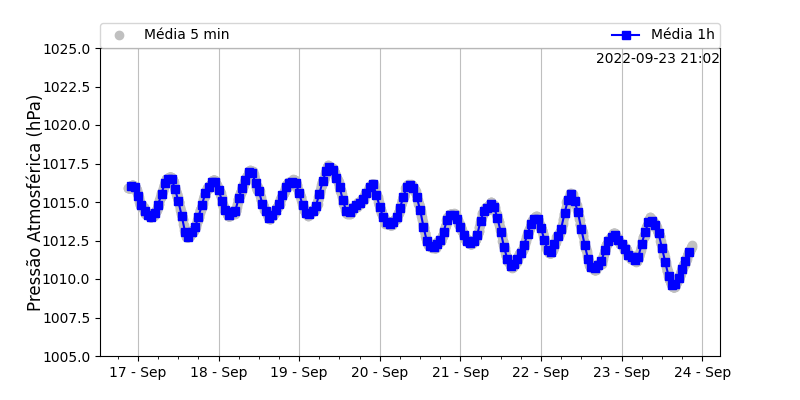 Média 5 min
Média 1h
2022-09-23 21:02
Pressão Atmosférica (hPa)
1025.0
1022.5
1020.0
1017.5
1015.0
1012.5
1010.0
1007.5
1005.0
17 - Sep
18 - Sep
19 - Sep
20 - Sep
21 - Sep
22 - Sep
23 - Sep
24 - Sep